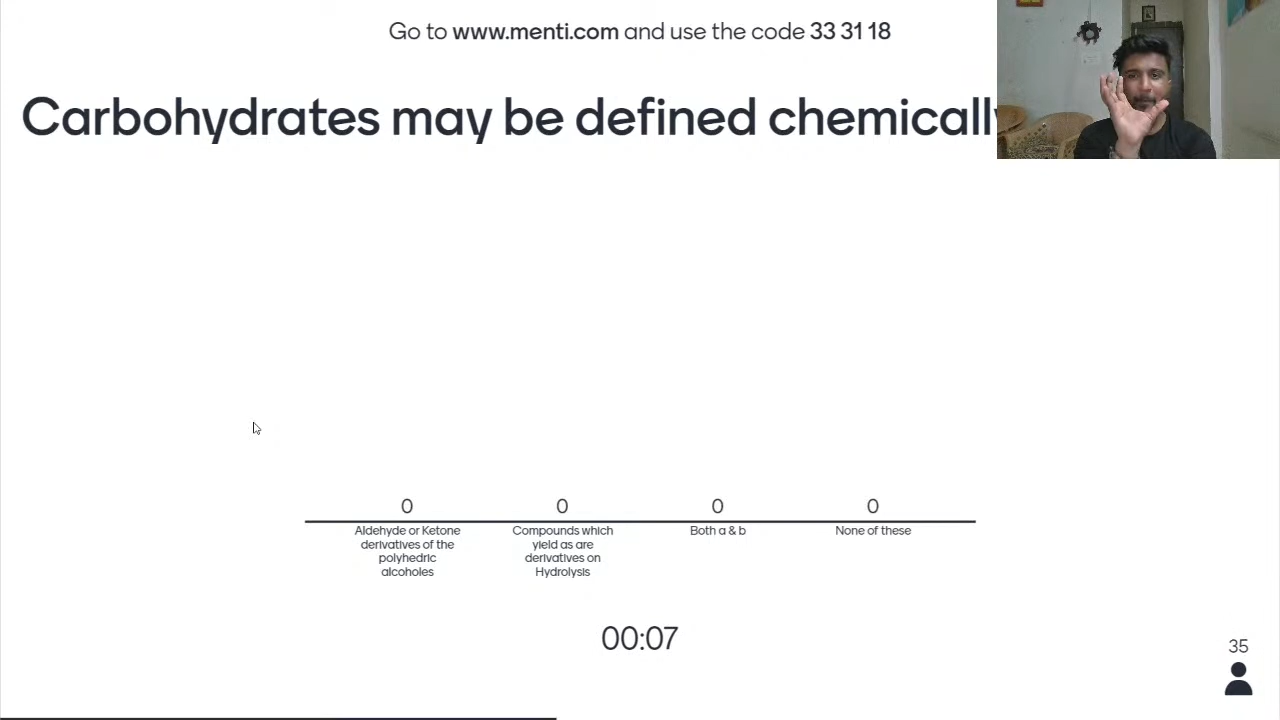 Go to www.menti.com and use the code 33 31 18
Carbohydrates may be defined chemically
0 0 0 0
Aldehyde or Ketone
derivatives of the
polyhedric
alcoholes
Compounds which
yield as are
derivatives on
Hydrolysis
Both a & b
None of these
00:07
35